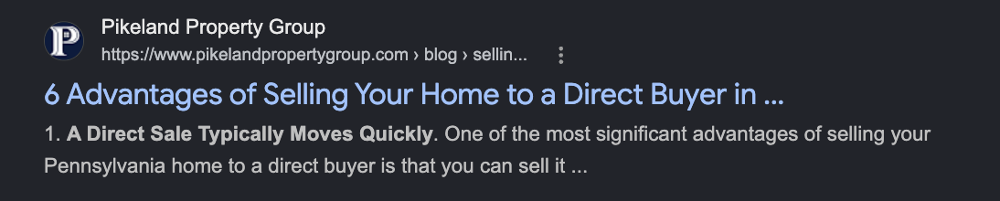 P
Pikeland Property Group
https://www.pikelandpropertygroup.com › blog › sellin...
6 Advantages of Selling Your Home to a Direct Buyer in ...
1. A Direct Sale Typically Moves Quickly. One of the most significant advantages of selling your
Pennsylvania home to a direct buyer is that you can sell it ...